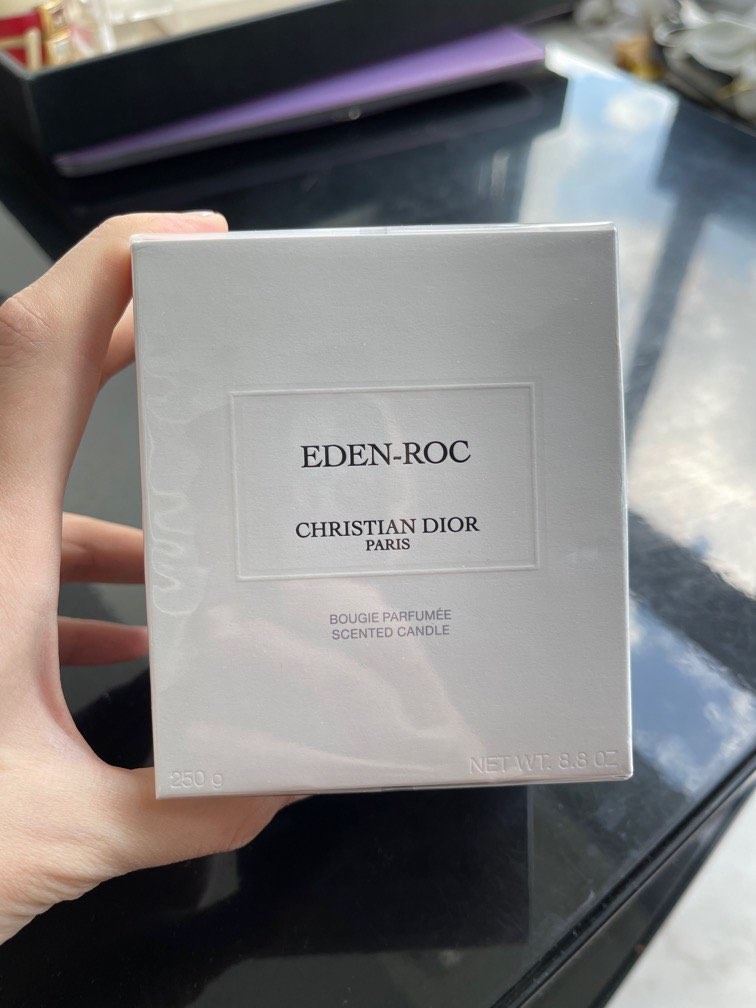 EDEN-ROC
CHRISTIAN DIOR
PARIS
BOUGIE PARFUMÉE
SCENTED CANDLE
250 g
NET WT. 8.8 OZ